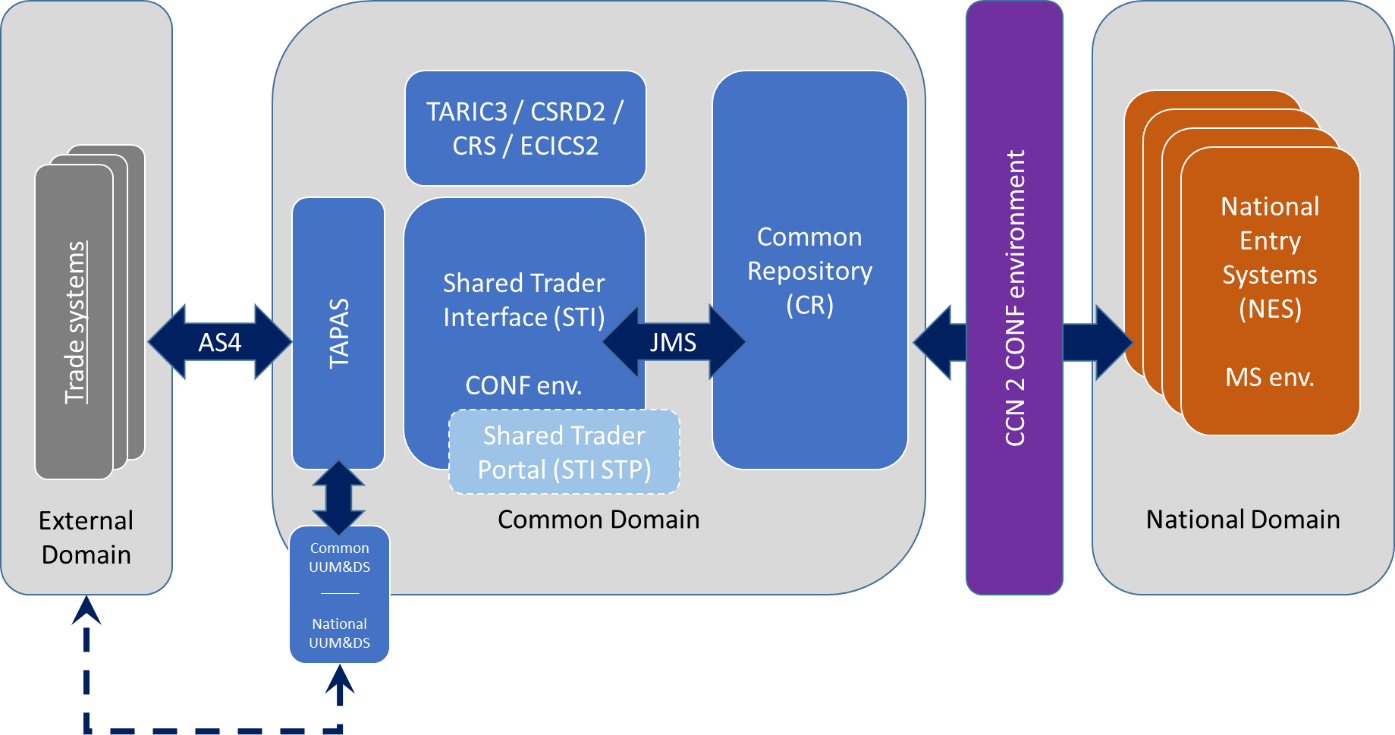 Trade systems
External
Domain
AS4
TARIC3 / CSRD2 /
CRS / ECICS2
TAPAS
Shared Trader
Interface (STI)
CONF env.
Shared Trader
Portal (STI STP)
JMS
Common
Repository
(CR)
Common Domain
Common
UUM&DS
National
UUM&DS
CCN 2 CONF environment
National
Entry
Systems
(NES)
MS env.
National Domain